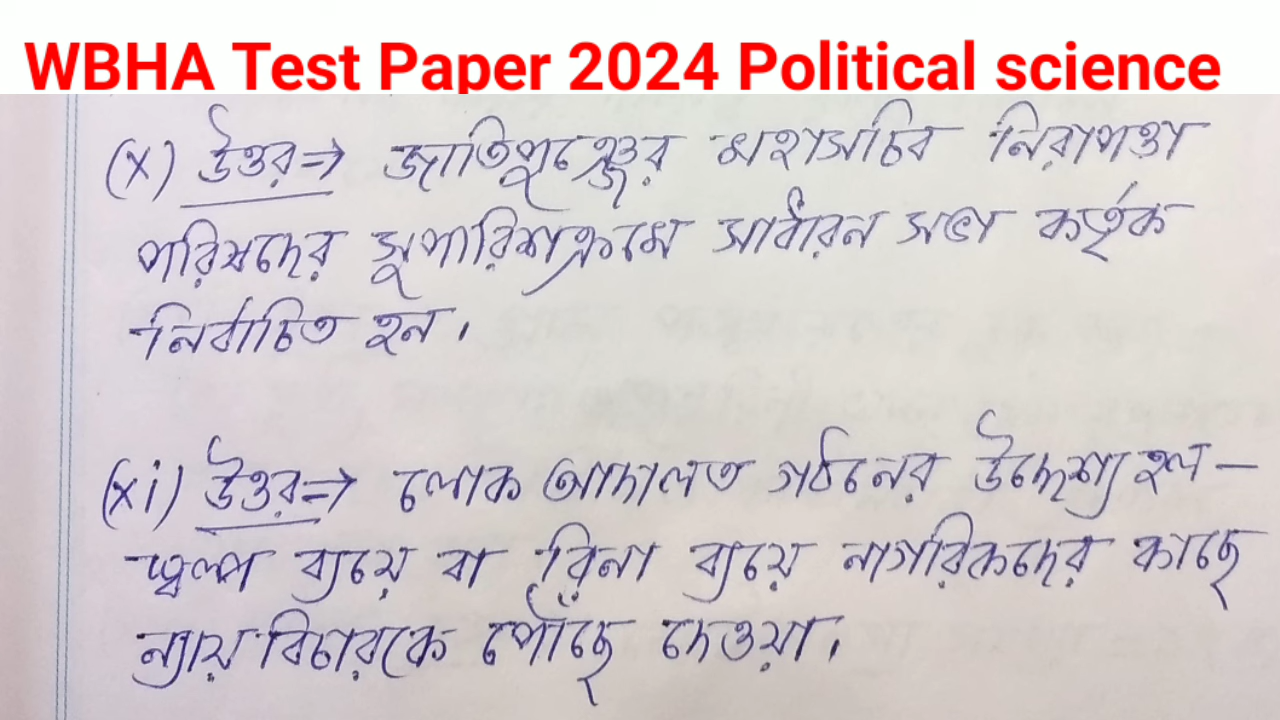 WBHA Test Paper 2024 Political science
(x) উত্তর⇒ জাতিপুঞ্জের মহাসচিব নিরাপত্তা
পরিষদের সুপারিশক্রমে সাধারন সভা কর্তৃক
নির্বাচিত হন।
(xi) উত্তর⇒ লোক আদালত গঠনের উদ্দেশ্য হল —
স্বল্প ব্যয়ে বা বিনা ব্যয়ে নাগরিকদের কাছে
ন্যায়বিচারকে পৌঁছে দেওয়া।